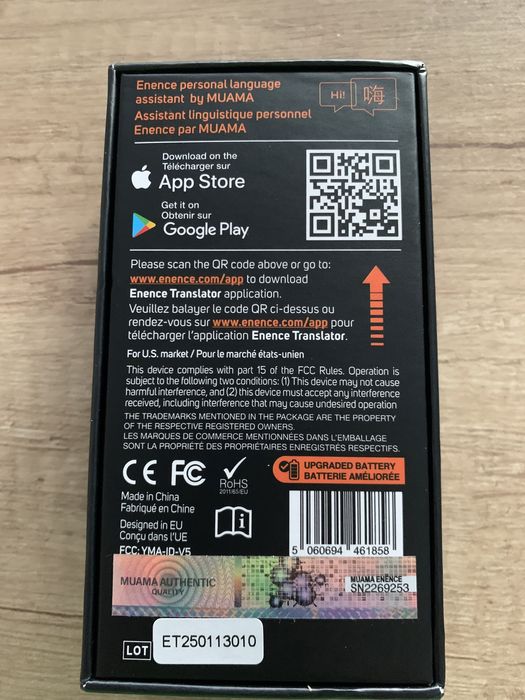 Enence personal language
assistant by MUAMA
Hi! 嗨
Assistant linguistique personnel
Enence par MUAMA
Download on the
Télécharger sur
App Store
Get it on
Obtenir sur
Google Play
Please scan the QR code above or go to:
www.enence.com/app to download
Enence Translator application.
Veuillez balayer le code QR ci-dessus ou
rendez-vous sur www.enence.com/app pour
télécharger l'application Enence Translator.
For U.S. market / Pour le marché états-unien
This device complies with part 15 of the FCC Rules. Operation is
subject to the following two conditions: (1) This device may not cause
harmful interference, and (2) this device must accept any interference
received, including interference that may cause undesired operation
THE TRADEMARKS MENTIONED IN THE PACKAGE ARE THE PROPERTY
OF THE RESPECTIVE REGISTERED OWNERS.
LES MARQUES DE COMMERCE MENTIONNÉES DANS L'EMBALLAGE
SONT LA PROPRIÉTÉ DES PROPRIÉTAIRES ENREGISTRÉS RESPECTIFS.
CE FC RoHS
2011/65/EU
UPGRADED BATTERY
BATTERIE AMÉLIORÉE
Made in China
Fabriqué en Chine
Designed in EU
Conçu dans l'UE
FCC: YMA-ID-V5
5 060694 461858
MUAMA AUTHENTIC
QUALITY
MUAMA ENENCE
SN2269253
LOT ET250113010